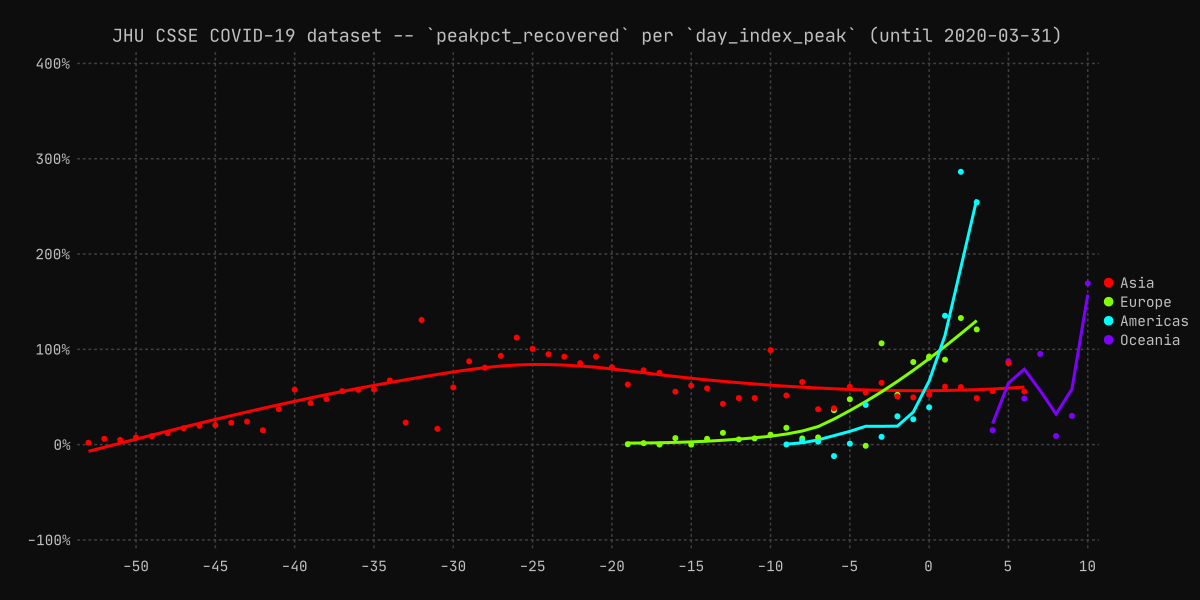 JHU CSSE COVID-19 dataset -- `peakpct_recovered` per `day_index_peak` (until 2020-03-31)
400%
300%
200%
100%
0%
-100%
-50 -45 -40 -35 -30 -25 -20 -15 -10 -5 0 5 10
Asia
Europe
Americas
Oceania